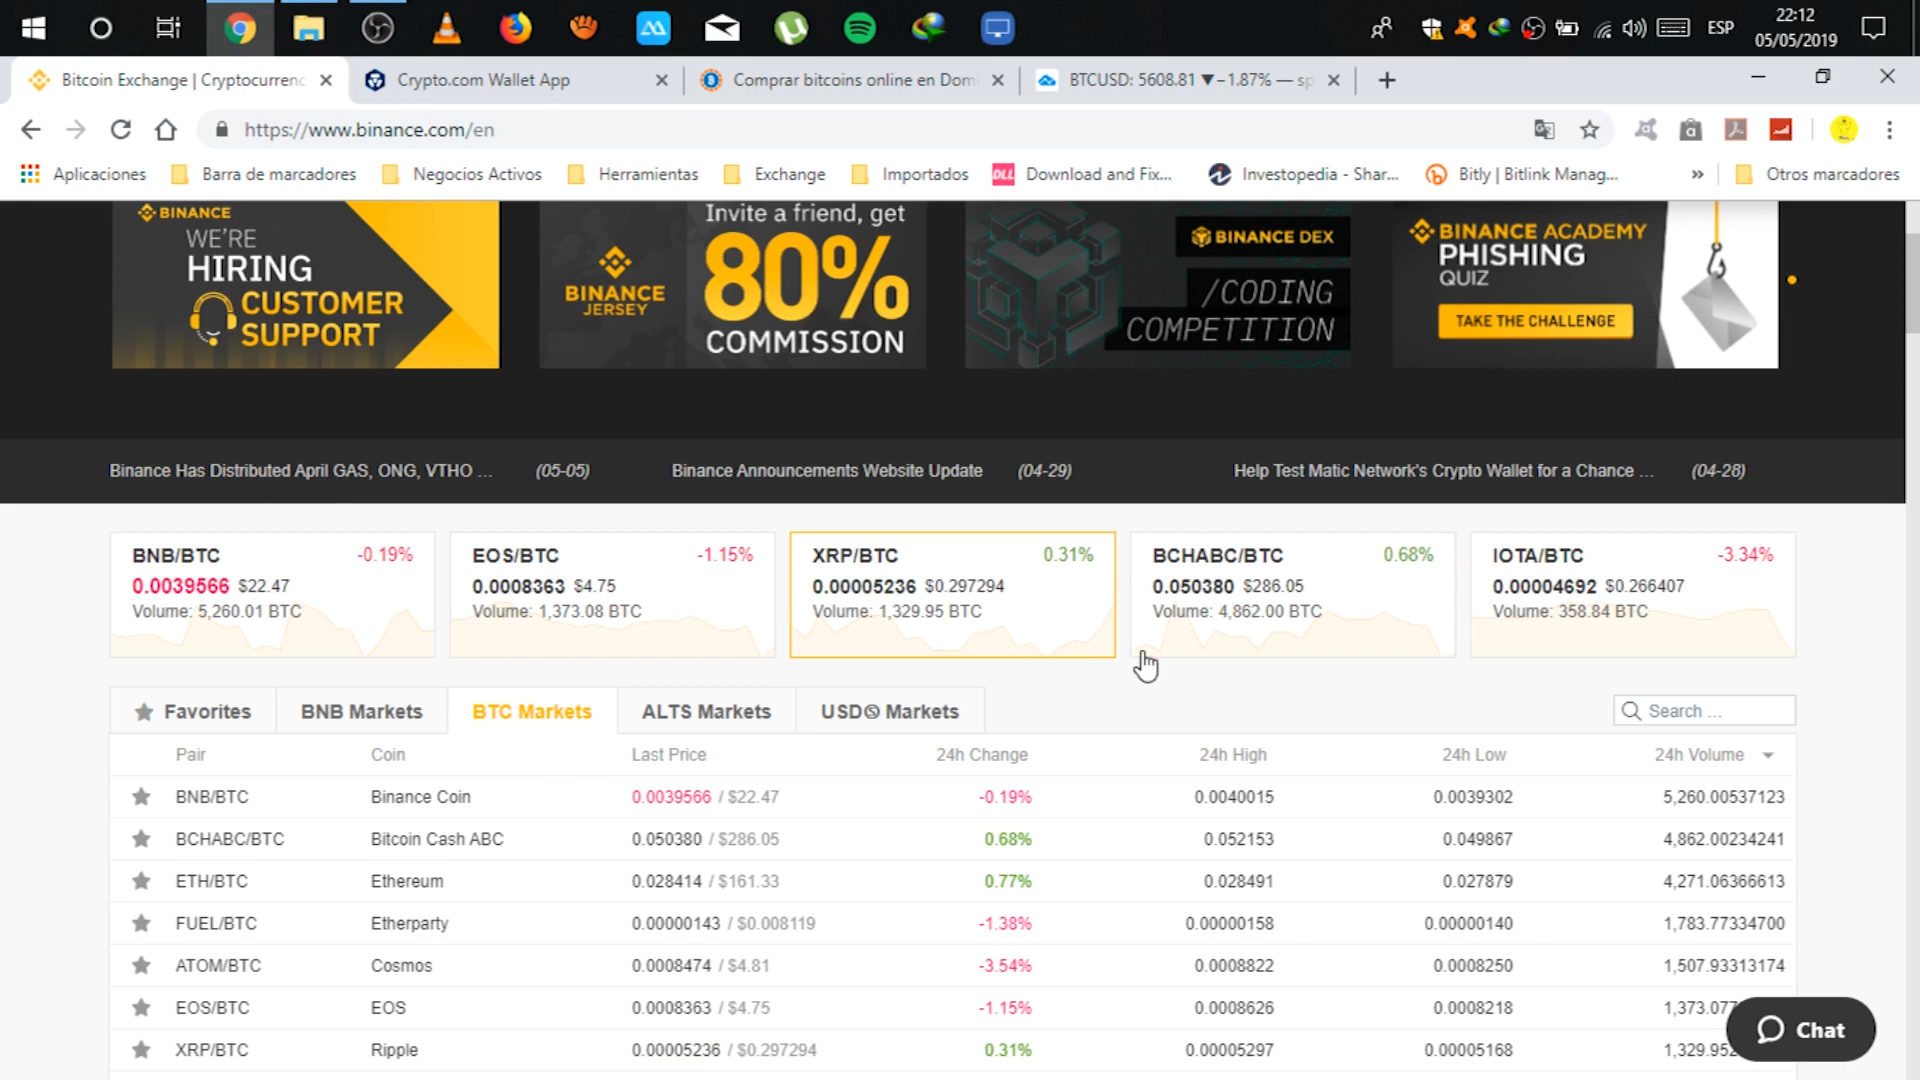 ESP
22:12
05/05/2019
Bitcoin Exchange | Cryptocurrenc
Crypto.com Wallet App
Comprar bitcoins online en Dom
BTCUSD: 5608.81 ▼−1.87% — sp
https://www.binance.com/en
Aplicaciones
Barra de marcadores
Negocios Activos
Herramientas
Exchange
Importados
DLL
Download and Fix...
Investopedia - Shar...
Bitly | Bitlink Manag...
»
Otros marcadores
BINANCE
WE'RE
HIRING
CUSTOMER
SUPPORT
BINANCE
JERSEY
Invite a friend, get
80%
COMMISSION
BINANCE DEX
/CODING
COMPETITION
BINANCE ACADEMY
PHISHING
QUIZ
TAKE THE CHALLENGE
Binance Has Distributed April GAS, ONG, VTHO ... (05-05)
Binance Announcements Website Update (04-29)
Help Test Matic Network's Crypto Wallet for a Chance ... (04-28)
BNB/BTC -0.19%
0.0039566 $22.47
Volume: 5,260.01 BTC
EOS/BTC -1.15%
0.0008363 $4.75
Volume: 1,373.08 BTC
XRP/BTC 0.31%
0.00005236 $0.297294
Volume: 1,329.95 BTC
BCHABC/BTC 0.68%
0.050380 $286.05
Volume: 4,862.00 BTC
IOTA/BTC -3.34%
0.00004692 $0.266407
Volume: 358.84 BTC
Favorites BNB Markets BTC Markets ALTS Markets USDⓈ Markets Search ...
Pair Coin Last Price 24h Change 24h High 24h Low 24h Volume
BNB/BTC Binance Coin 0.0039566 / $22.47 -0.19% 0.0040015 0.0039302 5,260.00537123
BCHABC/BTC Bitcoin Cash ABC 0.050380 / $286.05 0.68% 0.052153 0.049867 4,862.00234241
ETH/BTC Ethereum 0.028414 / $161.33 0.77% 0.028491 0.027879 4,271.06366613
FUEL/BTC Etherparty 0.00000143 / $0.008119 -1.38% 0.00000158 0.00000140 1,783.77334700
ATOM/BTC Cosmos 0.0008474 / $4.81 -3.54% 0.0008822 0.0008250 1,507.93313174
EOS/BTC EOS 0.0008363 / $4.75 -1.15% 0.0008626 0.0008218 1,373.077
XRP/BTC Ripple 0.00005236 / $0.297294 0.31% 0.00005297 0.00005168 1,329.952
Chat